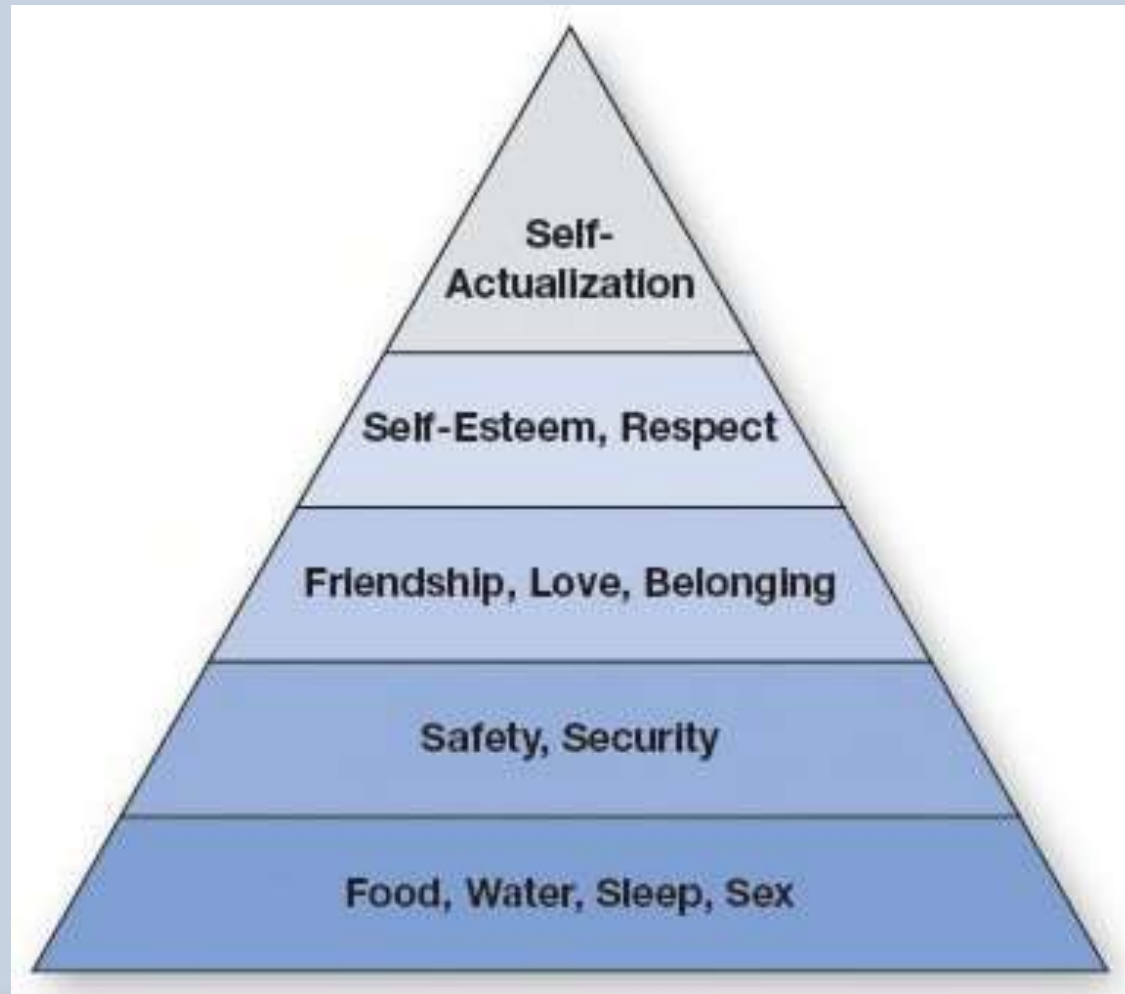 Self-
Actualization
Self-Esteem, Respect
Friendship, Love, Belonging
Safety, Security
Food, Water, Sleep, Sex